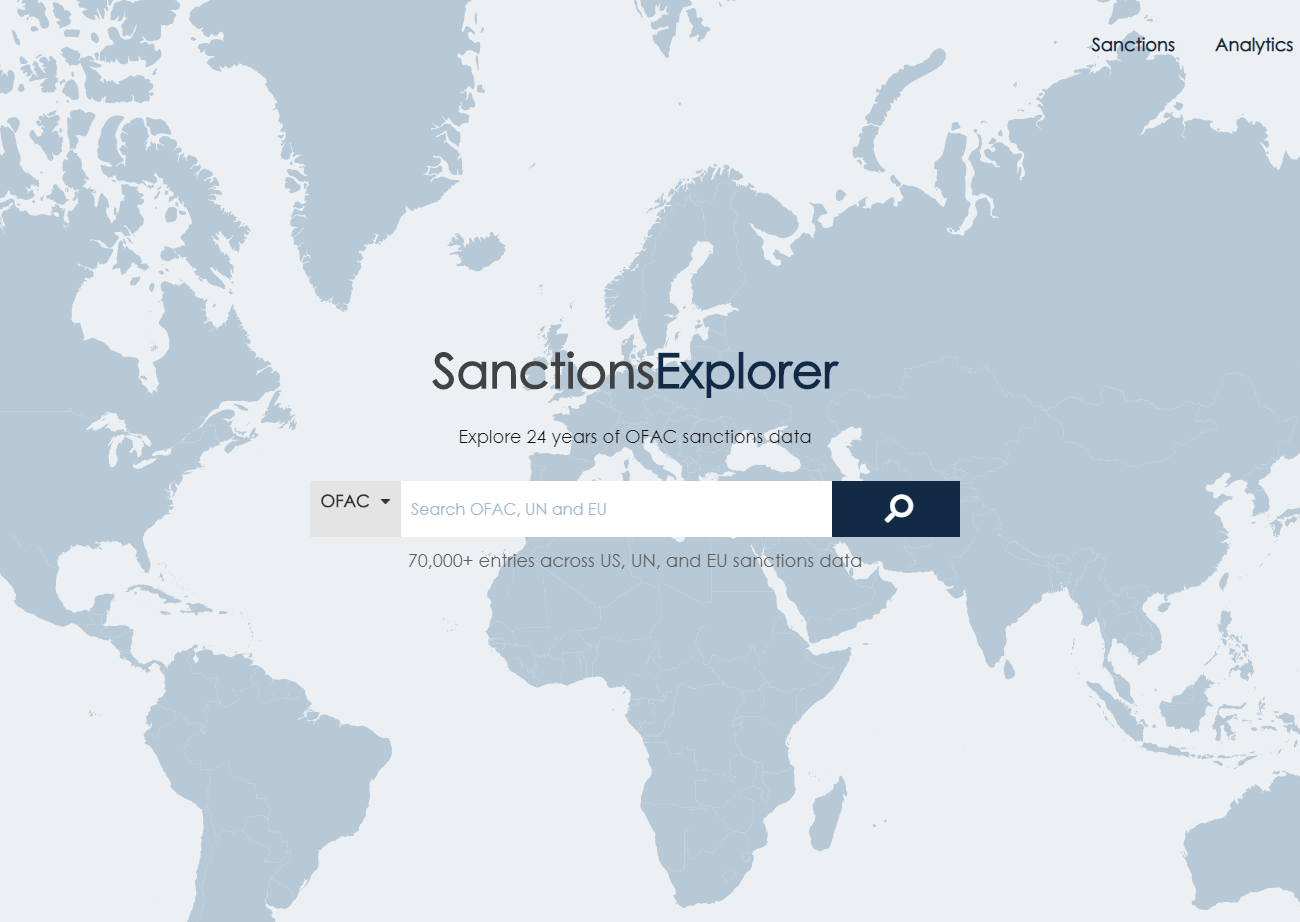 Sanctions Analytics
SanctionsExplorer
Explore 24 years of OFAC sanctions data
OFAC
Search OFAC, UN and EU
70,000+ entries across US, UN, and EU sanctions data